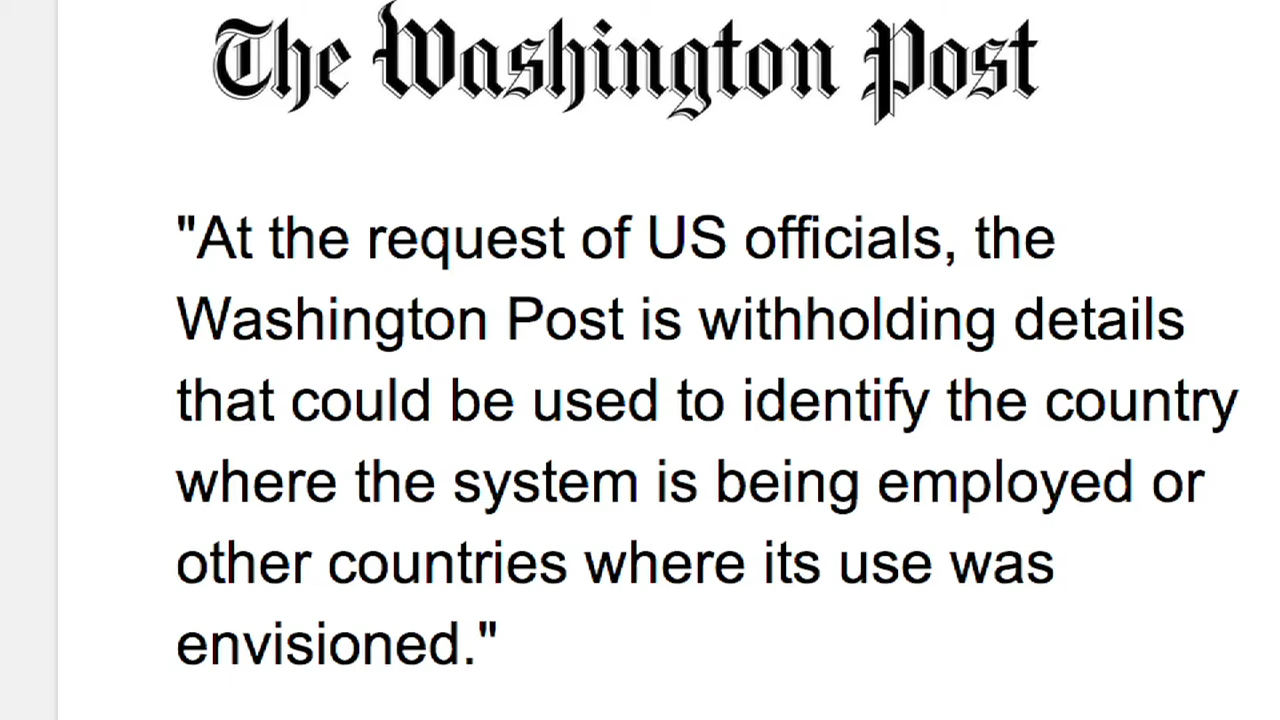 The Washington Post
"At the request of US officials, the
Washington Post is withholding details
that could be used to identify the country
where the system is being employed or
other countries where its use was
envisioned."